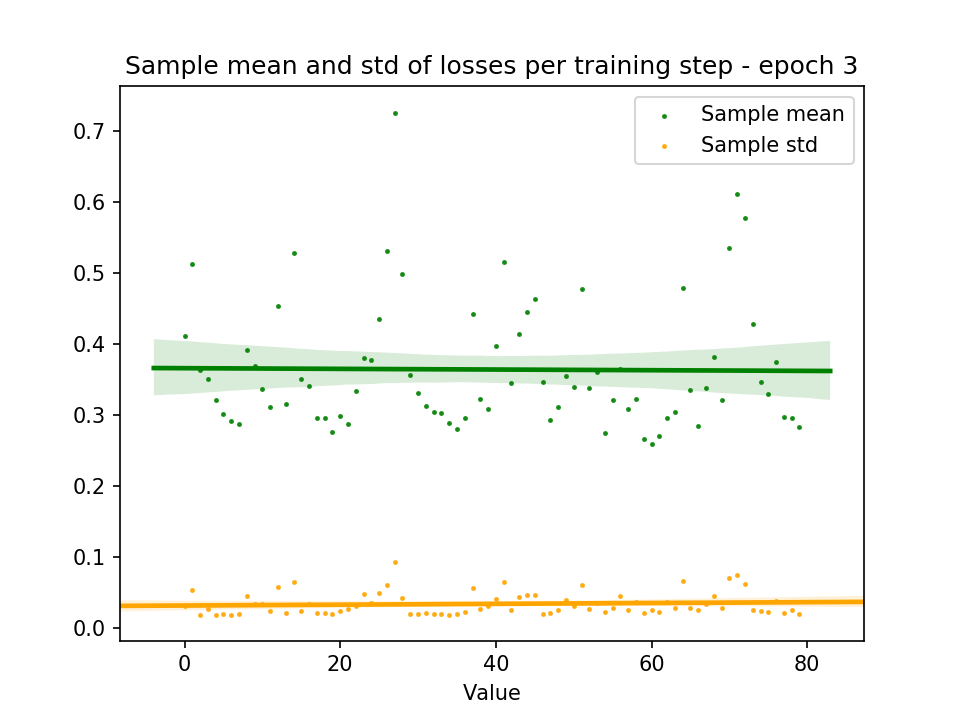 Sample mean and std of losses per training step - epoch 3
Sample mean
Sample std
0.7
0.6
0.5
0.4
0.3
0.2
0.1
0.0
0 20 40 60 80
Value